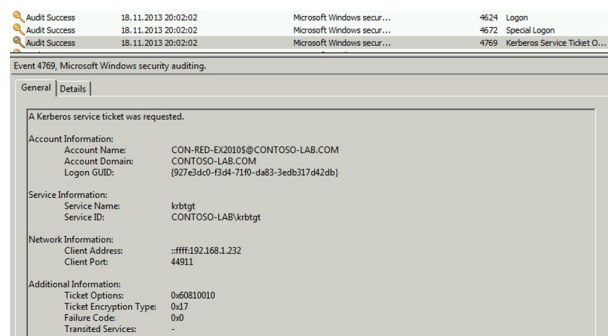 Audit Success 18.11.2013 20:02:02 Microsoft Windows secur... 4624 Logon
Audit Success 18.11.2013 20:02:02 Microsoft Windows secur... 4672 Special Logon
Audit Success 18.11.2013 20:02:02 Microsoft Windows secur... 4769 Kerberos Service Ticket O...
Event 4769, Microsoft Windows security auditing.
General Details
A Kerberos service ticket was requested.
Account Information:
Account Name: CON-RED-EX2010$@CONTOSO-LAB.COM
Account Domain: CONTOSO-LAB.COM
Logon GUID: {927e3dc0-f3d4-71f0-da83-3edb317d42db}
Service Information:
Service Name: krbtgt
Service ID: CONTOSO-LAB\krbtgt
Network Information:
Client Address: ::ffff:192.168.1.232
Client Port: 44911
Additional Information:
Ticket Options: 0x60810010
Ticket Encryption Type: 0x17
Failure Code: 0x0
Transited Services: -